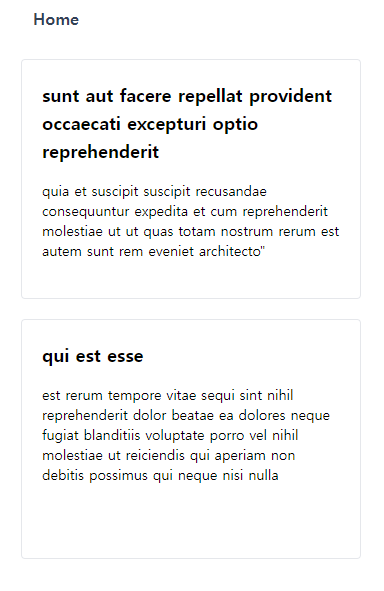 Home
sunt aut facere repellat provident
occaecati excepturi optio
reprehenderit
quia et suscipit suscipit recusandae
consequuntur expedita et cum reprehenderit
molestiae ut ut quas totam nostrum rerum est
autem sunt rem eveniet architecto"
qui est esse
est rerum tempore vitae sequi sint nihil
reprehenderit dolor beatae ea dolores neque
fugiat blanditiis voluptate porro vel nihil
molestiae ut reiciendis qui aperiam non
debitis possimus qui neque nisi nulla